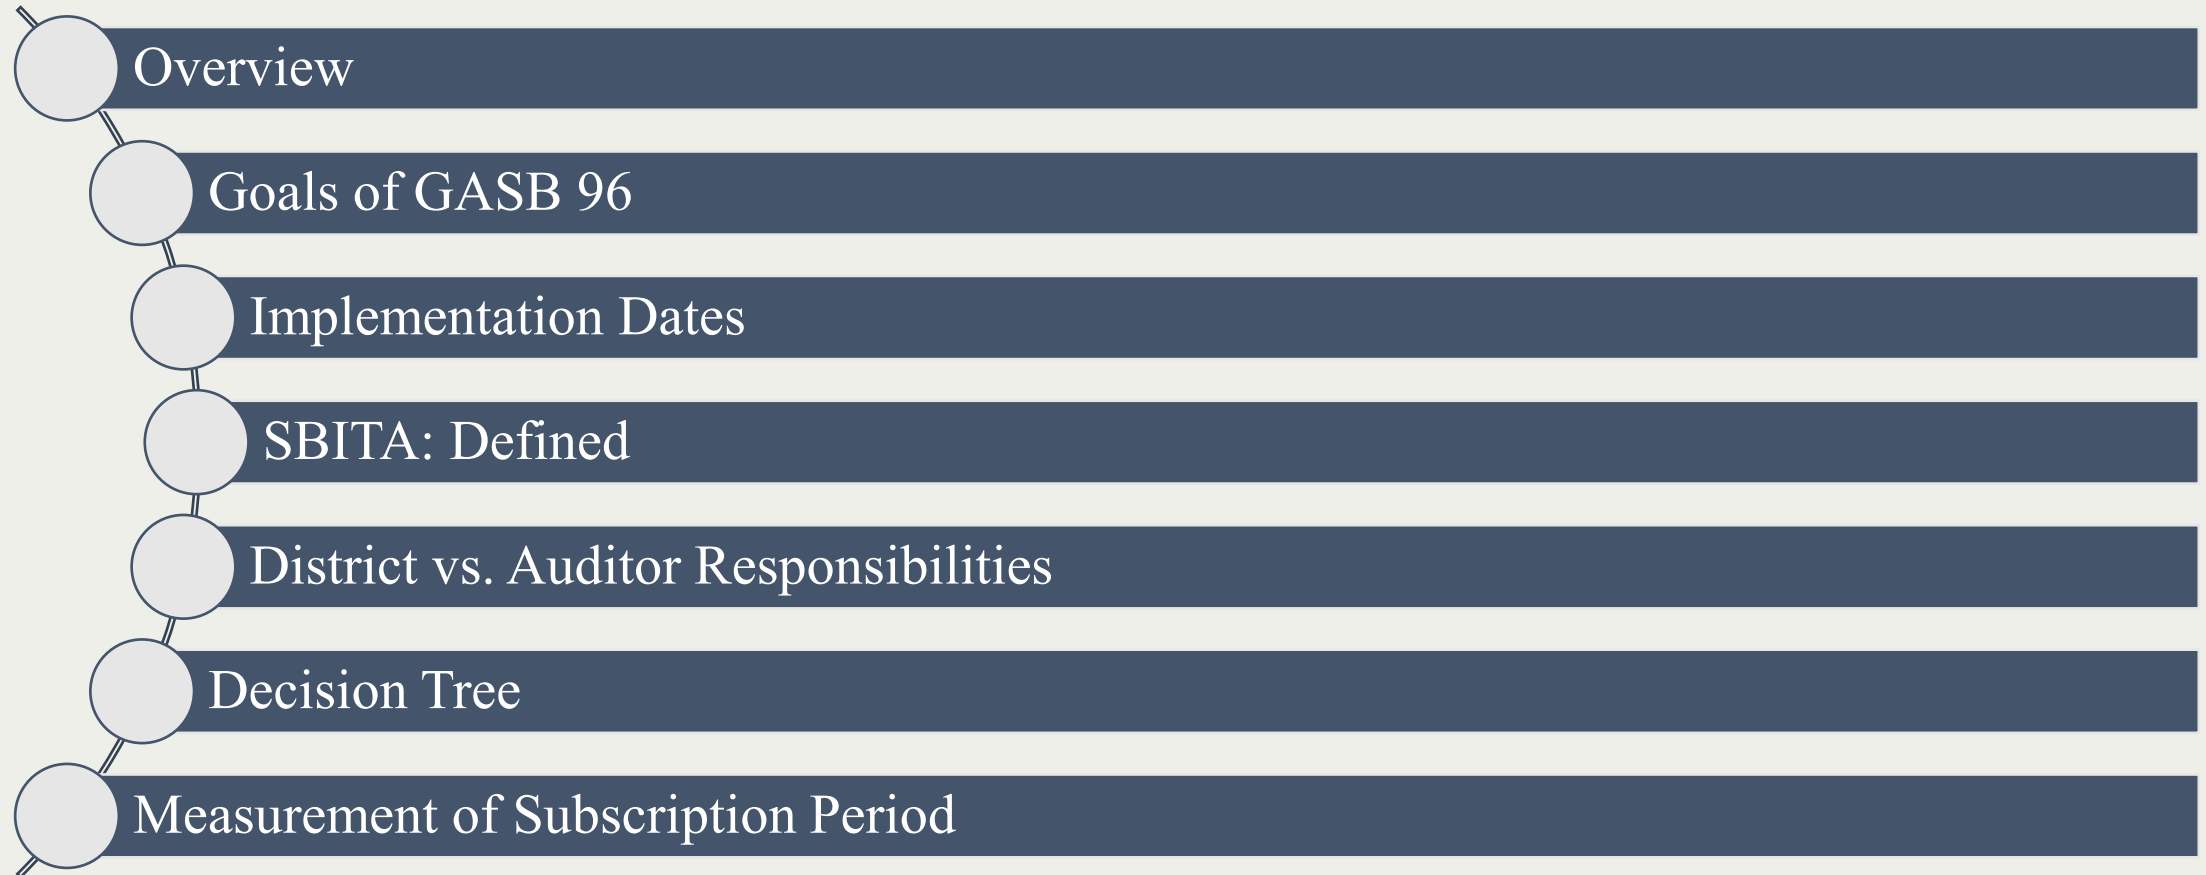 Overview
Goals of GASB 96
Implementation Dates
SBITA: Defined
District vs. Auditor Responsibilities
Decision Tree
Measurement of Subscription Period